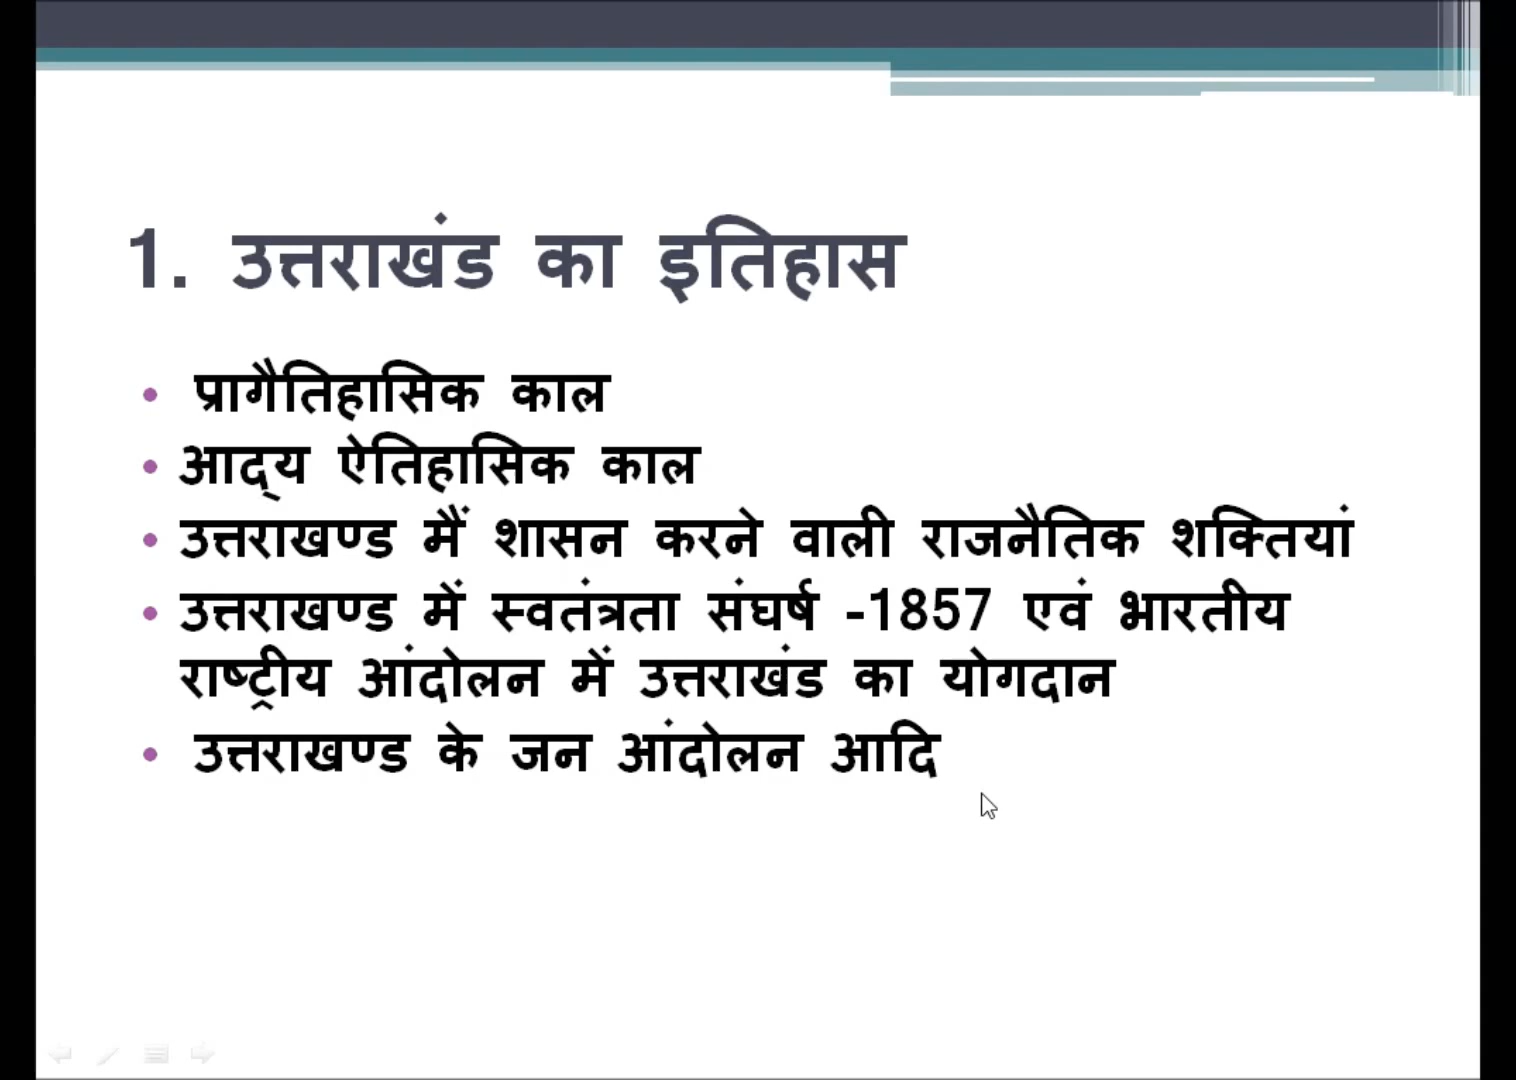 1. उत्तराखंड का इतिहास
• प्रागैतिहासिक काल
• आद्य ऐतिहासिक काल
• उत्तराखण्ड मैं शासन करने वाली राजनैतिक शक्तियां
• उत्तराखण्ड में स्वतंत्रता संघर्ष -1857 एवं भारतीय
राष्ट्रीय आंदोलन में उत्तराखंड का योगदान
• उत्तराखण्ड के जन आंदोलन आदि